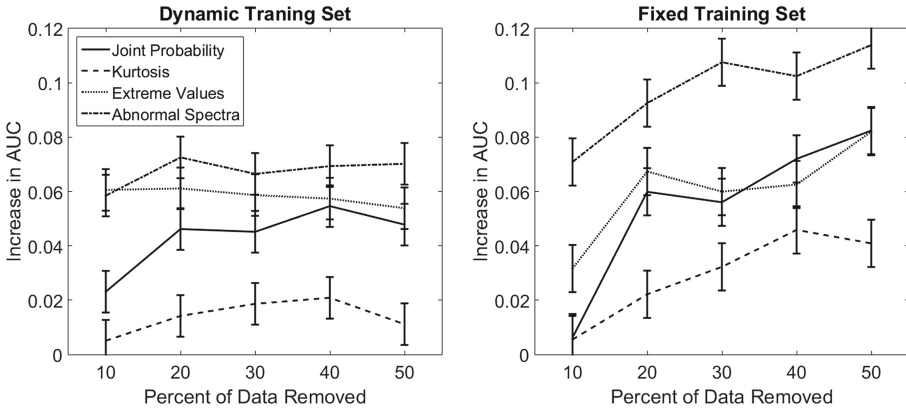 Dynamic Traning Set
Increase in AUC
0.12
0.1
0.08
0.06
0.04
0.02
0
Joint Probability
Kurtosis
Extreme Values
Abnormal Spectra
10 20 30 40 50
Percent of Data Removed
Fixed Training Set
Increase in AUC
0.12
0.1
0.08
0.06
0.04
0.02
0
10 20 30 40 50
Percent of Data Removed